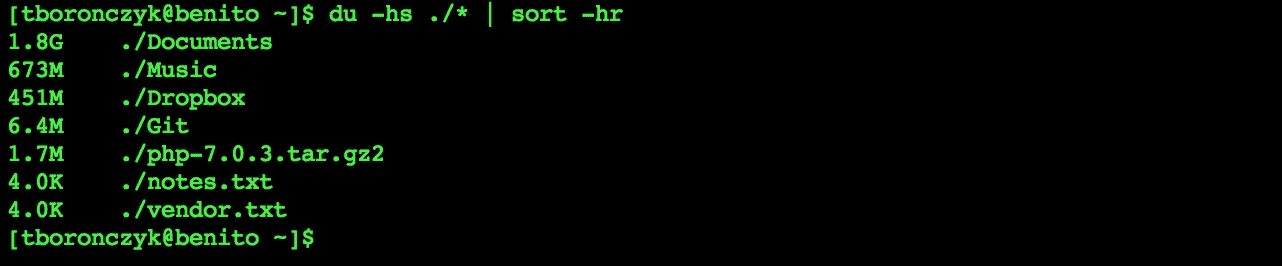 [tboronczyk@benito ~]$ du -hs ./* | sort -hr
1.8G    ./Documents
673M    ./Music
451M    ./Dropbox
6.4M    ./Git
1.7M    ./php-7.0.3.tar.gz2
4.0K    ./notes.txt
4.0K    ./vendor.txt
[tboronczyk@benito ~]$